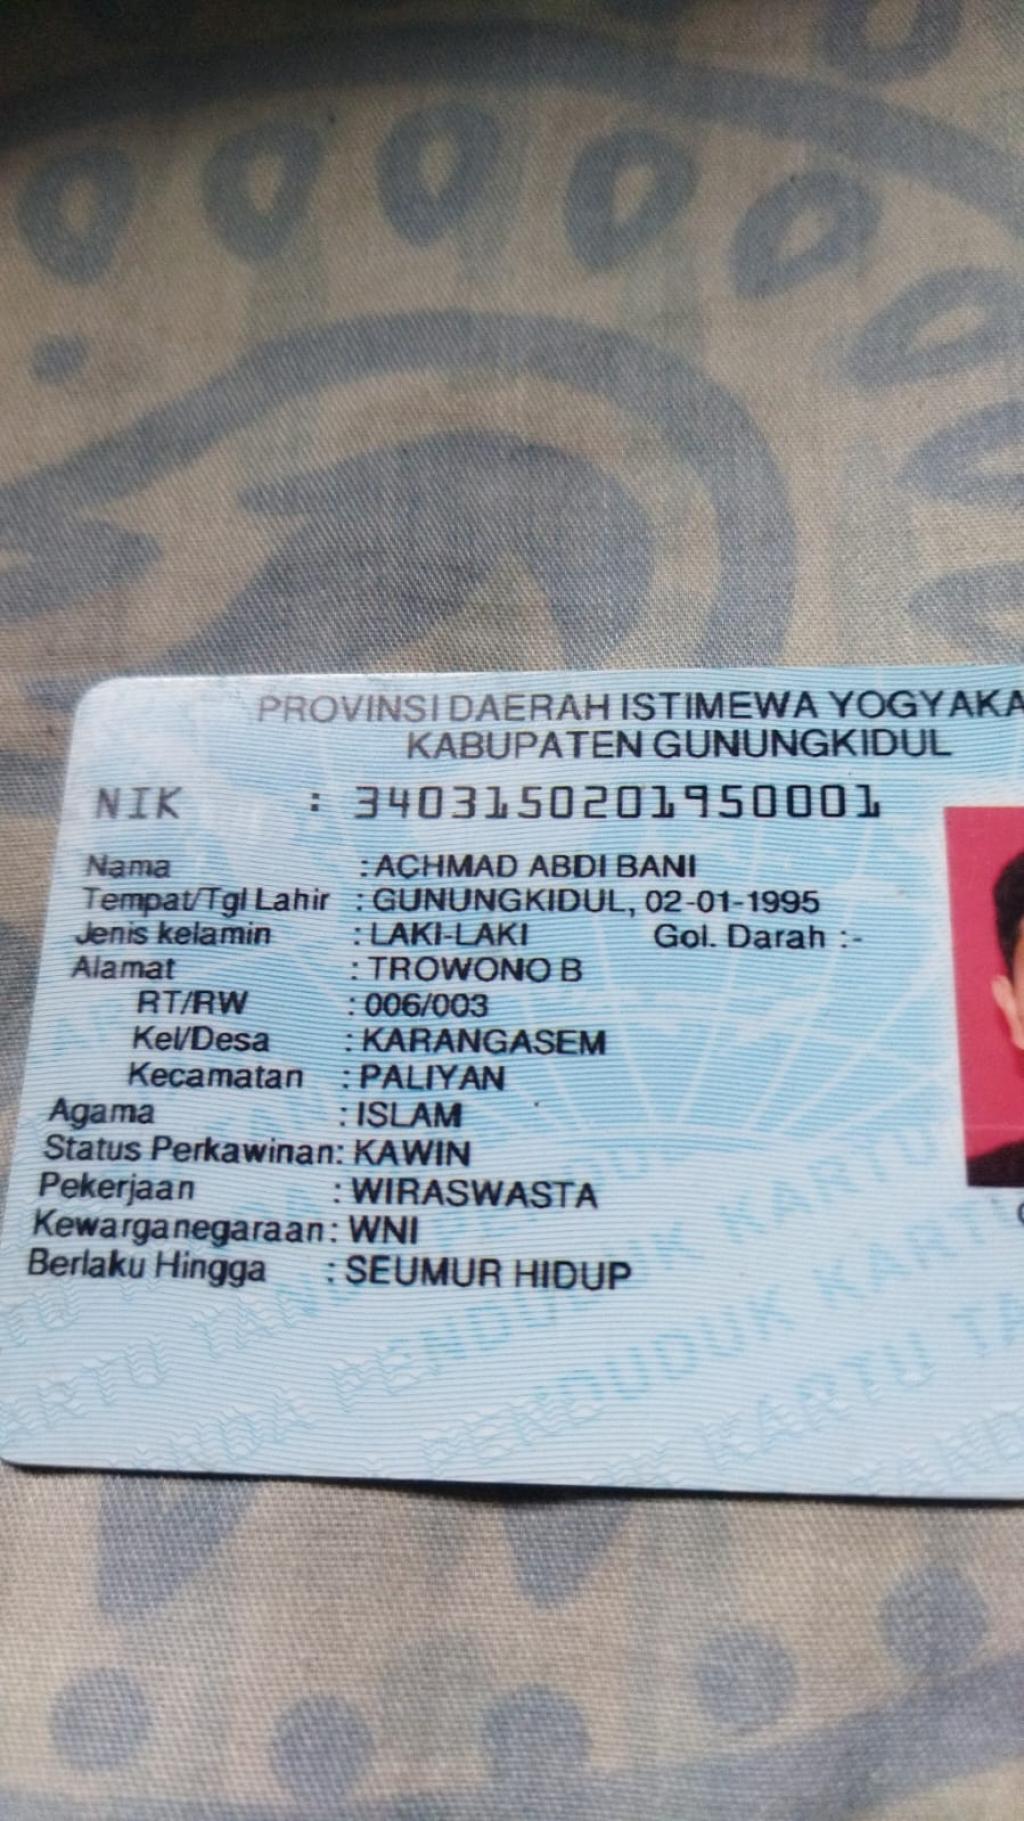 PROVINSI DAERAH ISTIMEWA YOGYAKA
KABUPATEN GUNUNGKIDUL
NIK : 3403150201950001
Nama : ACHMAD ABDI BANI
Tempat/Tgl Lahir : GUNUNGKIDUL, 02-01-1995
Jenis kelamin : LAKI-LAKI Gol. Darah :-
Alamat : TROWONO B
RT/RW : 006/003
Kel/Desa : KARANGASEM
Kecamatan : PALIYAN
Agama : ISLAM
Status Perkawinan: KAWIN
Pekerjaan : WIRASWASTA
Kewarganegaraan: WNI
Berlaku Hingga : SEUMUR HIDUP